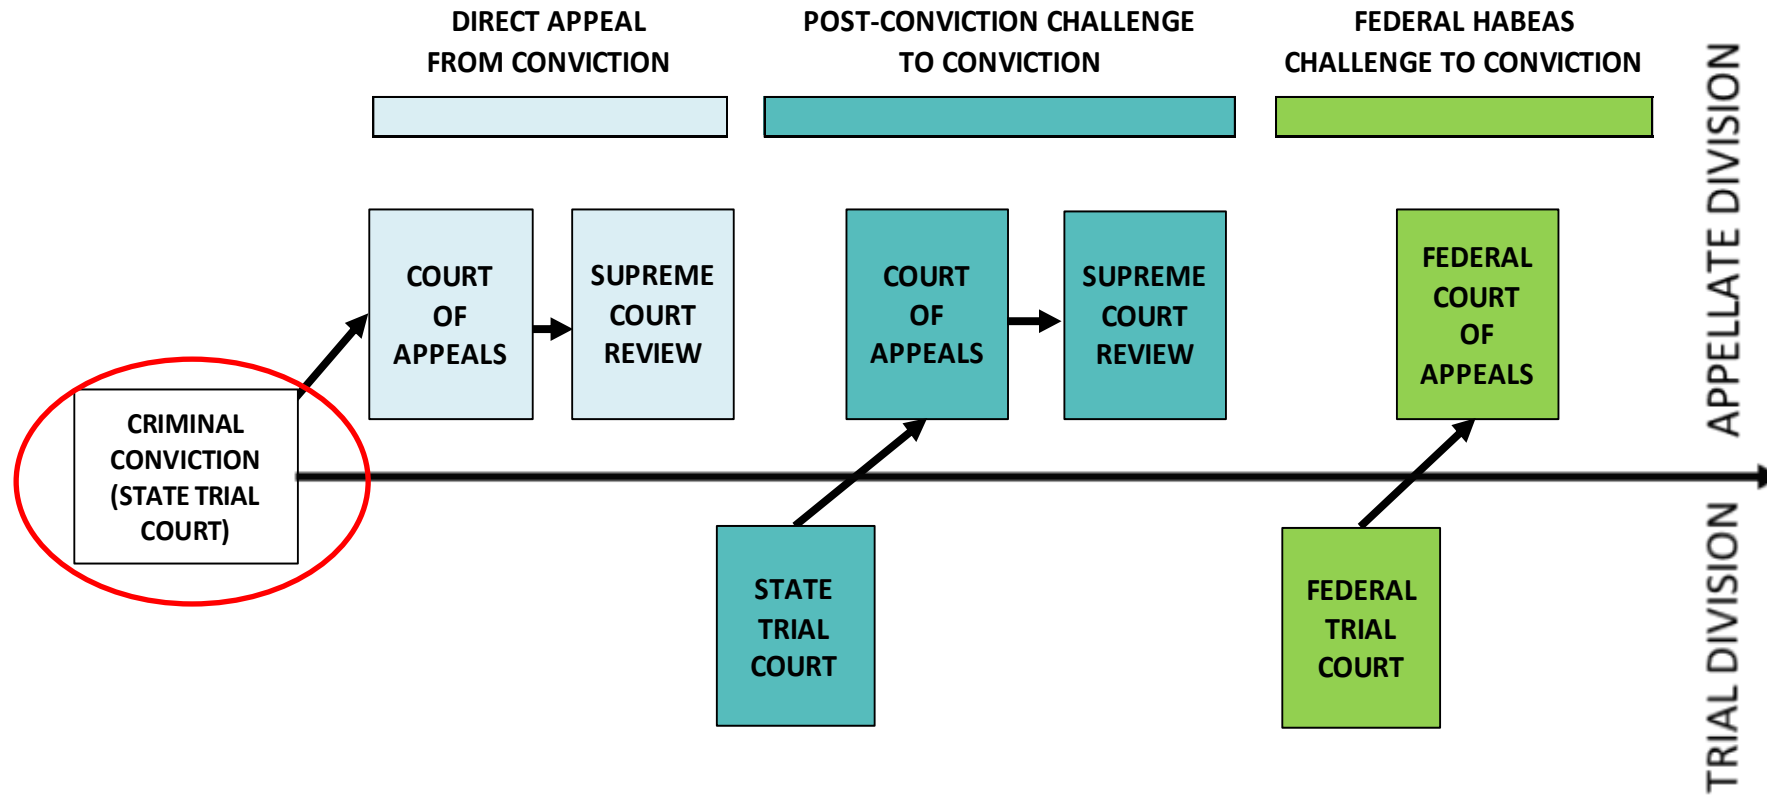 DIRECT APPEAL
FROM CONVICTION
POST-CONVICTION CHALLENGE
TO CONVICTION
FEDERAL HABEAS
CHALLENGE TO CONVICTION
APPELLATE DIVISION
COURT
OF
APPEALS
SUPREME
COURT
REVIEW
COURT
OF
APPEALS
SUPREME
COURT
REVIEW
FEDERAL
COURT
OF
APPEALS
CRIMINAL
CONVICTION
(STATE TRIAL
COURT)
STATE
TRIAL
COURT
FEDERAL
TRIAL
COURT
TRIAL DIVISION